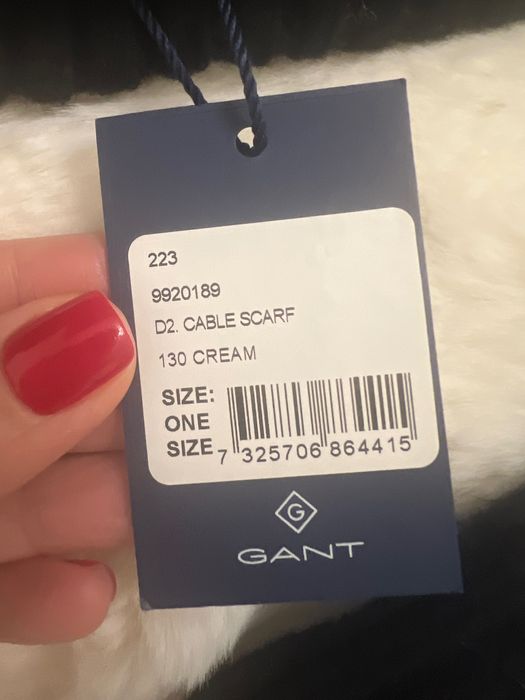 223
9920189
D2. CABLE SCARF
130 CREAM
SIZE:
ONE
SIZE
7 325706 864415
G
GANT